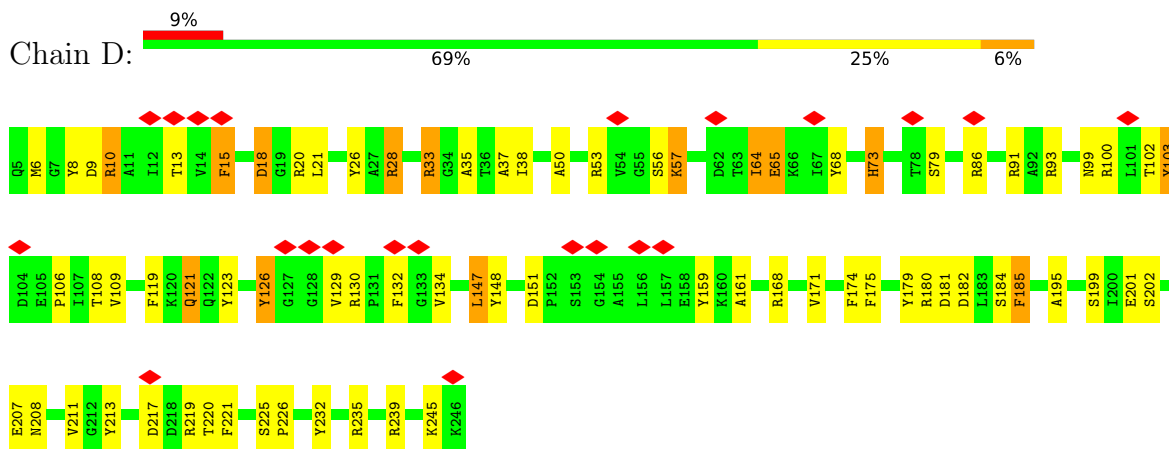 9%
Chain D:
69% 25% 6%
Q5 M6 G7 Y8 D9 R10 A11 I12 T13 V14 F15 D18 G19 R20 L21 Y26 A27 R28 R33 G34 A35 T36 A37 I38 A50 R53 V54 G55 S56 K57 D62 T63 I64 E65 K66 I67 Y68 H73 T78 S79 R86 R91 A92 R93 N99 R100 L101 T102 Y103
D104 E105 P106 I107 T108 V109 F119 K120 Q121 Q122 Y123 Y126 G127 G128 V129 R130 P131 F132 G133 V134 L147 Y148 D151 P152 S153 G154 A155 L156 L157 E158 Y159 K160 A161 R168 V171 F174 F175 Y179 R180 D181 D182 L183 S184 F185 A195 S199 I200 E201 S202
E207 N208 V211 G212 Y213 D217 D218 R219 T220 F221 S225 P226 Y232 R235 R239 K245 K246